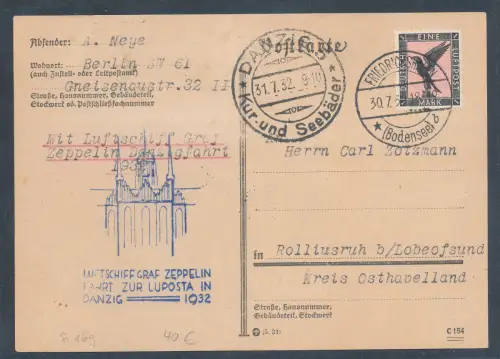 Absender: A. Neye
Wohnort: Berlin SW 61
(auch Zustell- oder Leitpostamt)
Gneisenaustr.32 II
Straße, Hausnummer, Gebäudeteil,
Stockwerk od. Postschließfachnummer
Mit Luftschiff Graf
Zeppelin Danzigfahrt
LUFTSCHIFF GRAF ZEPPELIN
FAHRT ZUR LUPOSTA IN
DANZIG 1932
40 €
Postkarte
DANZIG 5
31.7.32. 9-10
Kur- und Seebäder
EINE
LUFTPOST
MARK
30.7.
(Bodensee)
Herrn Carl Zotzmann
in Rolliusruh b/Lobeofsund
Kreis Osthavelland
Straße, Hausnummer,
Gebäudeteil, Stockwerk
C 154